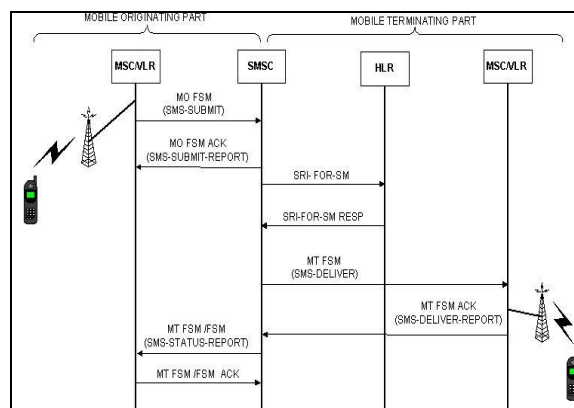 MOBILE ORIGINATING PART
MOBILE TERMINATING PART
MSC/VLR
SMSC
HLR
MSC/VLR
MO FSM
(SMS-SUBMIT)
MO FSM ACK
(SMS-SUBMIT-REPORT)
SRI- FOR-SM
SRI-FOR-SM RESP
MT FSM
(SMS-DELIVER)
MT FSM ACK
(SMS-DELIVER-REPORT)
MT FSM /FSM
(SMS-STATUS-REPORT)
MT FSM /FSM ACK